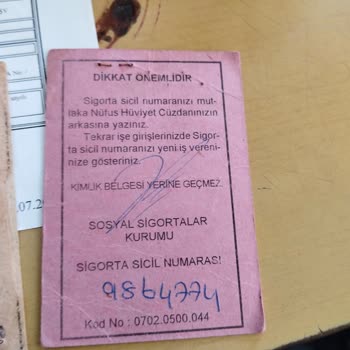 DİKKAT ÖNEMLİDİR
Sigorta sicil numaranızı mut-
laka Nüfus Hüviyet Cüzdanınızın
arkasına yazınız.
Tekrar işe girişlerinizde Sigor-
ta sicil numaranızı yeni iş vereni-
nize gösteriniz.
KİMLİK BELGESİ YERİNE GEÇMEZ.
SOSYAL SİGORTALAR
KURUMU
SİGORTA SİCİL NUMARASI
9864774
Kod No : 0702.0500.044
.07.29